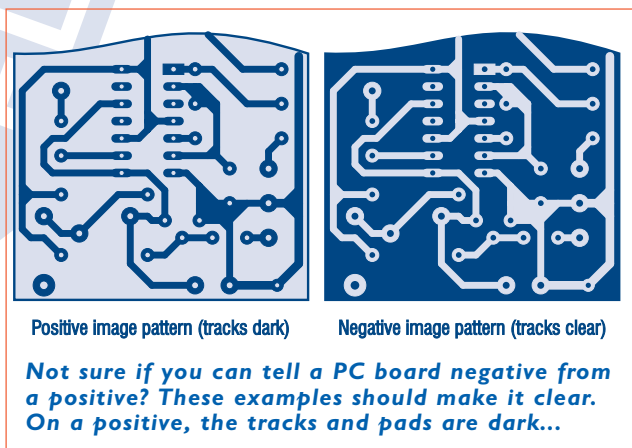 Positive image pattern (tracks dark)
Negative image pattern (tracks clear)
Not sure if you can tell a PC board negative from
a positive? These examples should make it clear.
On a positive, the tracks and pads are dark...